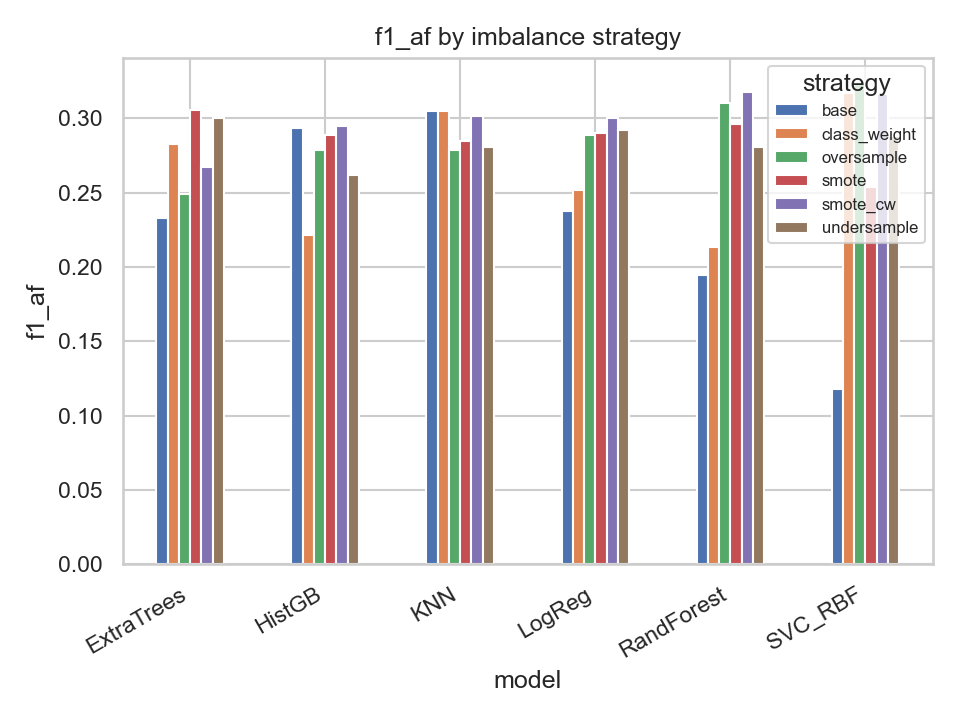 f1_af by imbalance strategy
strategy
base
class_weight
oversample
smote
smote_cw
undersample
f1_af
0.30
0.25
0.20
0.15
0.10
0.05
0.00
ExtraTrees
HistGB
KNN
LogReg
RandForest
SVC_RBF
model